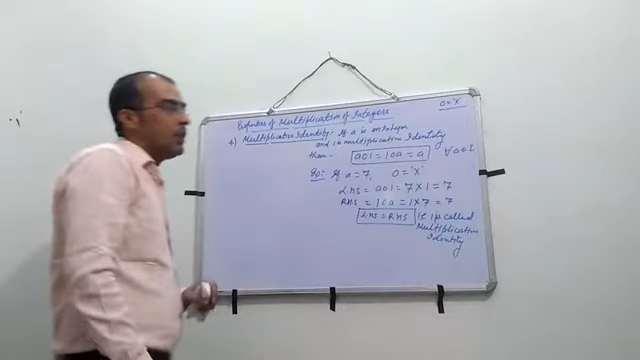 o = 'x'
Properties of Multiplication of Integers
4) Multiplicative Identity: If a is an Integer
and 1 is multiplicative Identity
then - a o 1 = 1 o a = a ∀ a ∈ I
If a = 7, o = 'x'
LHS = a o 1 = 7 x 1 = 7
RHS = 1 o a = 1 x 7 = 7
LHS = RHS is 1 is called
Multiplicative
Identity